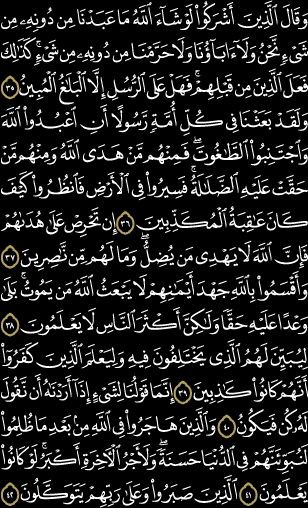 وَقَالَ ٱلَّذِينَ أَشْرَكُوا۟ لَوْ شَآءَ ٱللَّهُ مَا عَبَدْنَا مِن دُونِهِۦ مِن
شَىْءٍ نَّحْنُ وَلَآ ءَابَآؤُنَا وَلَا حَرَّمْنَا مِن دُونِهِۦ مِن شَىْءٍ ۚ كَذَٰلِكَ
فَعَلَ ٱلَّذِينَ مِن قَبْلِهِمْ ۚ فَهَلْ عَلَى ٱلرُّسُلِ إِلَّا ٱلْبَلَٰغُ ٱلْمُبِينُ ٣٥
وَلَقَدْ بَعَثْنَا فِى كُلِّ أُمَّةٍ رَّسُولًا أَنِ ٱعْبُدُوا۟ ٱللَّهَ
وَٱجْتَنِبُوا۟ ٱلطَّٰغُوتَ ۖ فَمِنْهُم مَّنْ هَدَى ٱللَّهُ وَمِنْهُم مَّنْ
حَقَّتْ عَلَيْهِ ٱلضَّلَٰلَةُ ۚ فَسِيرُوا۟ فِى ٱلْأَرْضِ فَٱنظُرُوا۟ كَيْفَ
كَانَ عَٰقِبَةُ ٱلْمُكَذِّبِينَ ٣٦ إِن تَحْرِصْ عَلَىٰ هُدَىٰهُمْ
فَإِنَّ ٱللَّهَ لَا يَهْدِى مَن يُضِلُّ ۖ وَمَا لَهُم مِّن نَّٰصِرِينَ ٣٧
وَأَقْسَمُوا۟ بِٱللَّهِ جَهْدَ أَيْمَٰنِهِمْ ۙ لَا يَبْعَثُ ٱللَّهُ مَن يَمُوتُ ۚ بَلَىٰ
وَعْدًا عَلَيْهِ حَقًّا وَلَٰكِنَّ أَكْثَرَ ٱلنَّاسِ لَا يَعْلَمُونَ ٣٨
لِيُبَيِّنَ لَهُمُ ٱلَّذِى يَخْتَلِفُونَ فِيهِ وَلِيَعْلَمَ ٱلَّذِينَ كَفَرُوٓا۟
أَنَّهُمْ كَانُوا۟ كَٰذِبِينَ ٣٩ إِنَّمَا قَوْلُنَا لِشَىْءٍ إِذَآ أَرَدْنَٰهُ أَن نَّقُولَ
لَهُۥ كُن فَيَكُونُ ٤٠ وَٱلَّذِينَ هَاجَرُوا۟ فِى ٱللَّهِ مِنۢ بَعْدِ مَا ظُلِمُوا۟
لَنُبَوِّئَنَّهُمْ فِى ٱلدُّنْيَا حَسَنَةً ۖ وَلَأَجْرُ ٱلْءَاخِرَةِ أَكْبَرُ ۚ لَوْ كَانُوا۟
يَعْلَمُونَ ٤١ ٱلَّذِينَ صَبَرُوا۟ وَعَلَىٰ رَبِّهِمْ يَتَوَكَّلُونَ ٤٢